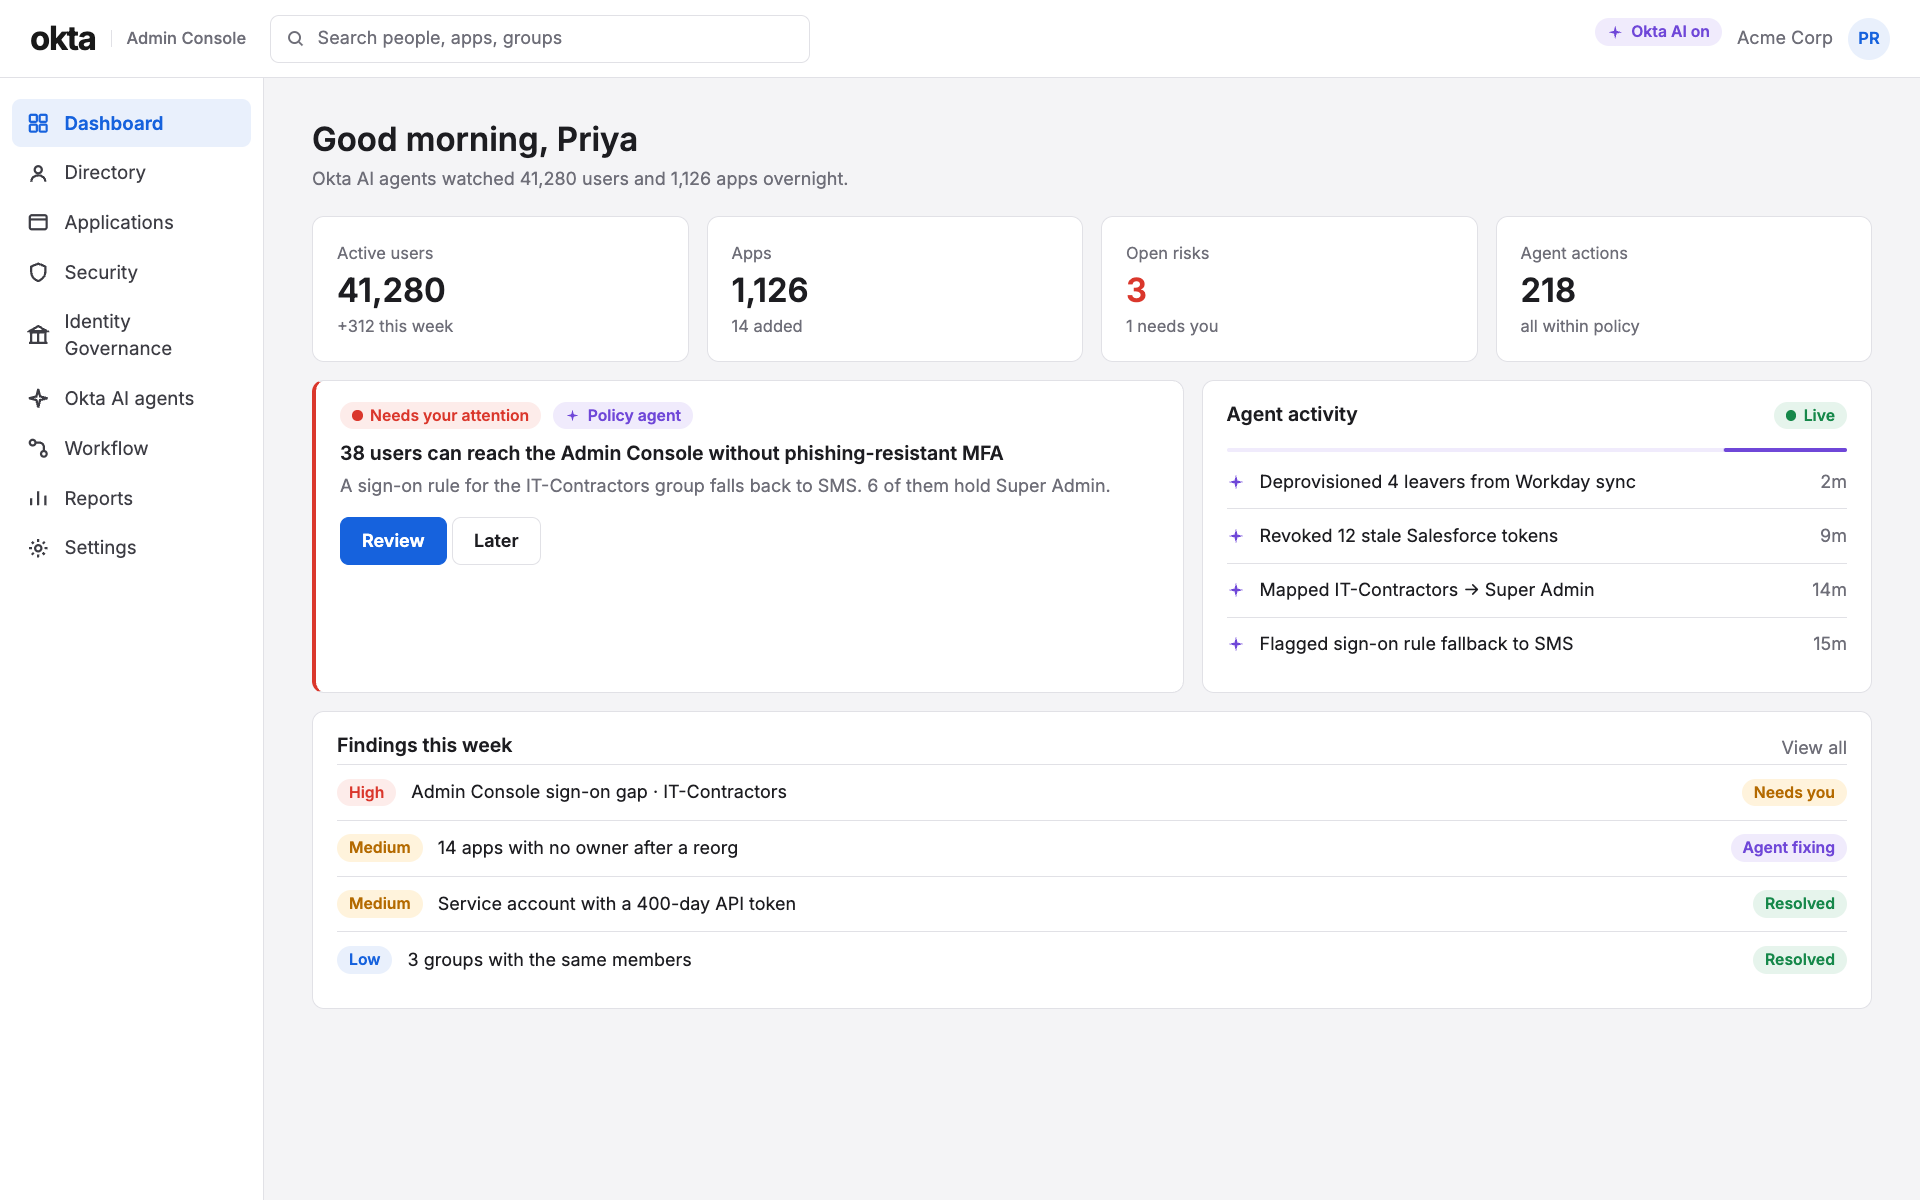 okta
Admin Console
Search people, apps, groups
Okta AI on
Acme Corp
PR
Dashboard
Directory
Applications
Security
Identity
Governance
Okta AI agents
Workflow
Reports
Settings
Good morning, Priya
Okta AI agents watched 41,280 users and 1,126 apps overnight.
Active users
41,280
+312 this week
Apps
1,126
14 added
Open risks
3
1 needs you
Agent actions
218
all within policy
Needs your attention
Policy agent
38 users can reach the Admin Console without phishing-resistant MFA
A sign-on rule for the IT-Contractors group falls back to SMS. 6 of them hold Super Admin.
Review
Later
Agent activity
Live
Deprovisioned 4 leavers from Workday sync 2m
Revoked 12 stale Salesforce tokens 9m
Mapped IT-Contractors → Super Admin 14m
Flagged sign-on rule fallback to SMS 15m
Findings this week
View all
High Admin Console sign-on gap · IT-Contractors Needs you
Medium 14 apps with no owner after a reorg Agent fixing
Medium Service account with a 400-day API token Resolved
Low 3 groups with the same members Resolved